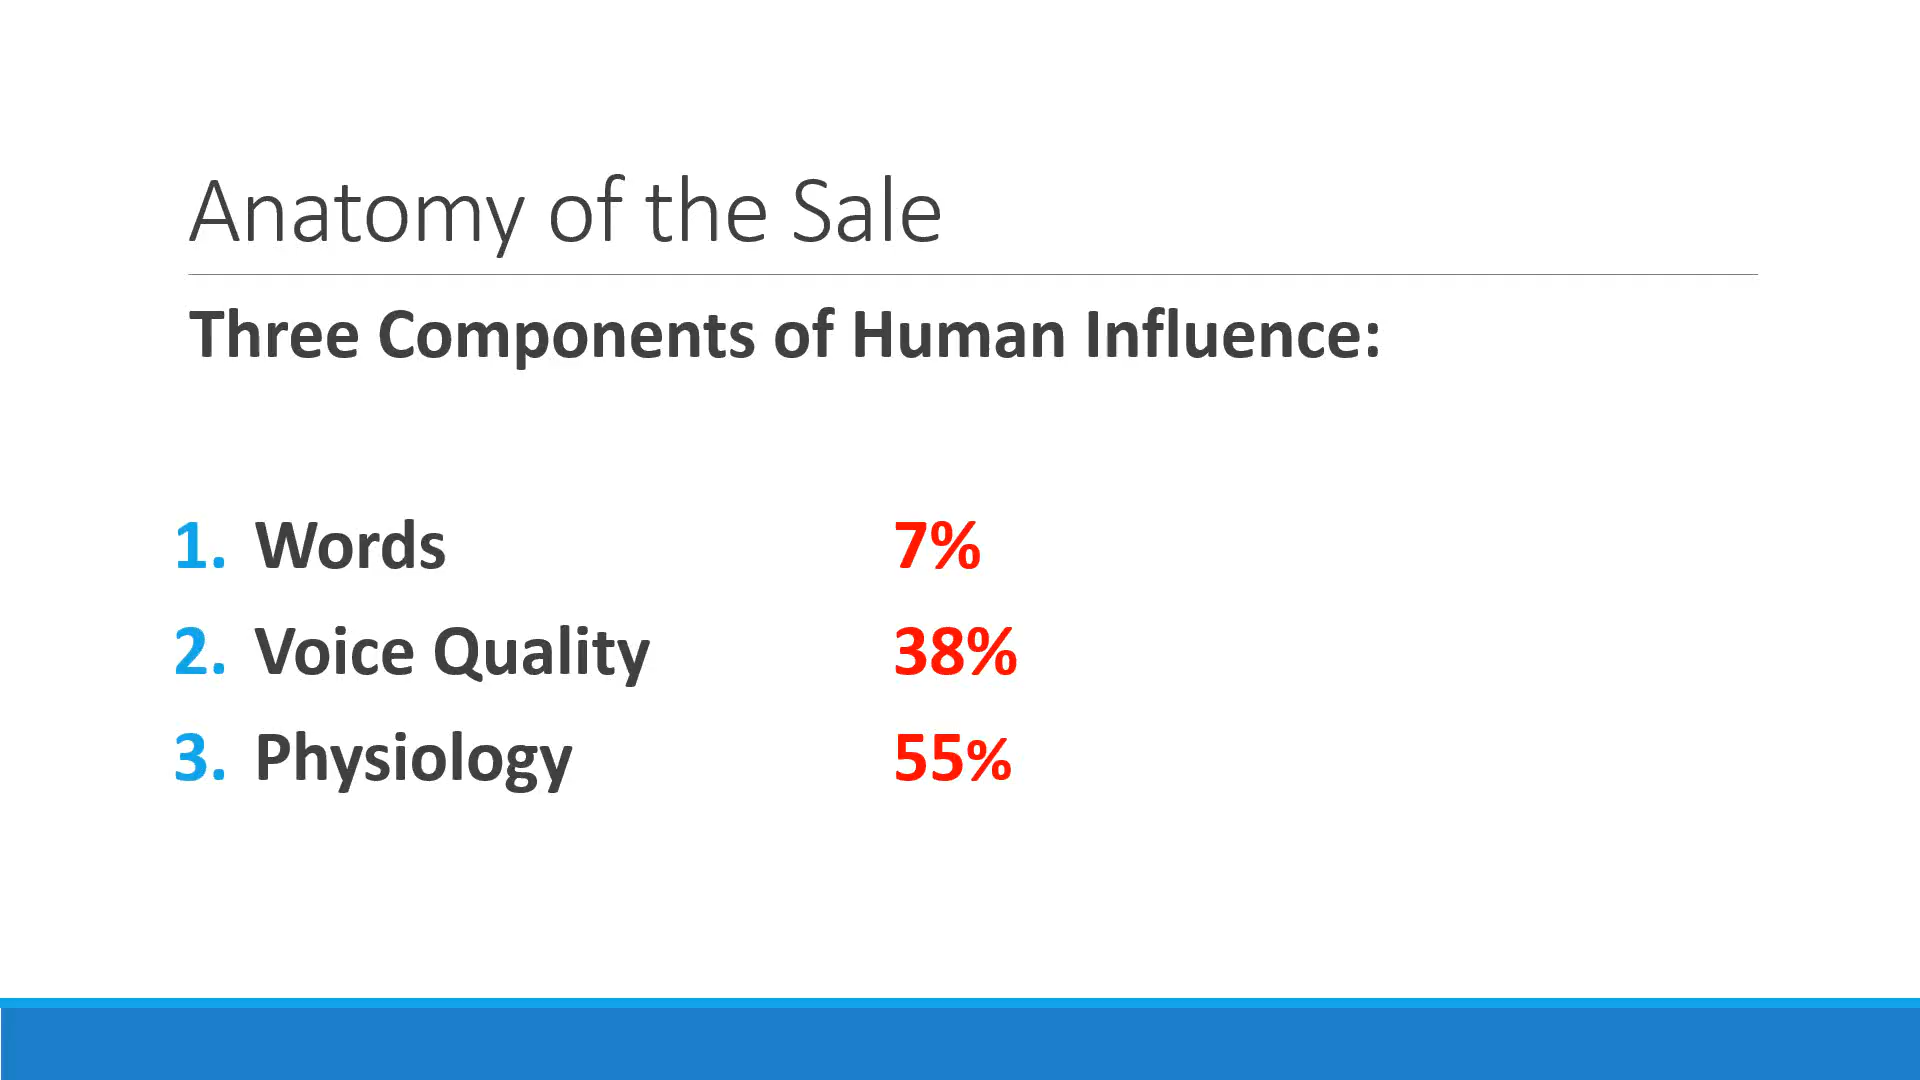 Anatomy of the Sale
Three Components of Human Influence:
1. Words 7%
2. Voice Quality 38%
3. Physiology 55%